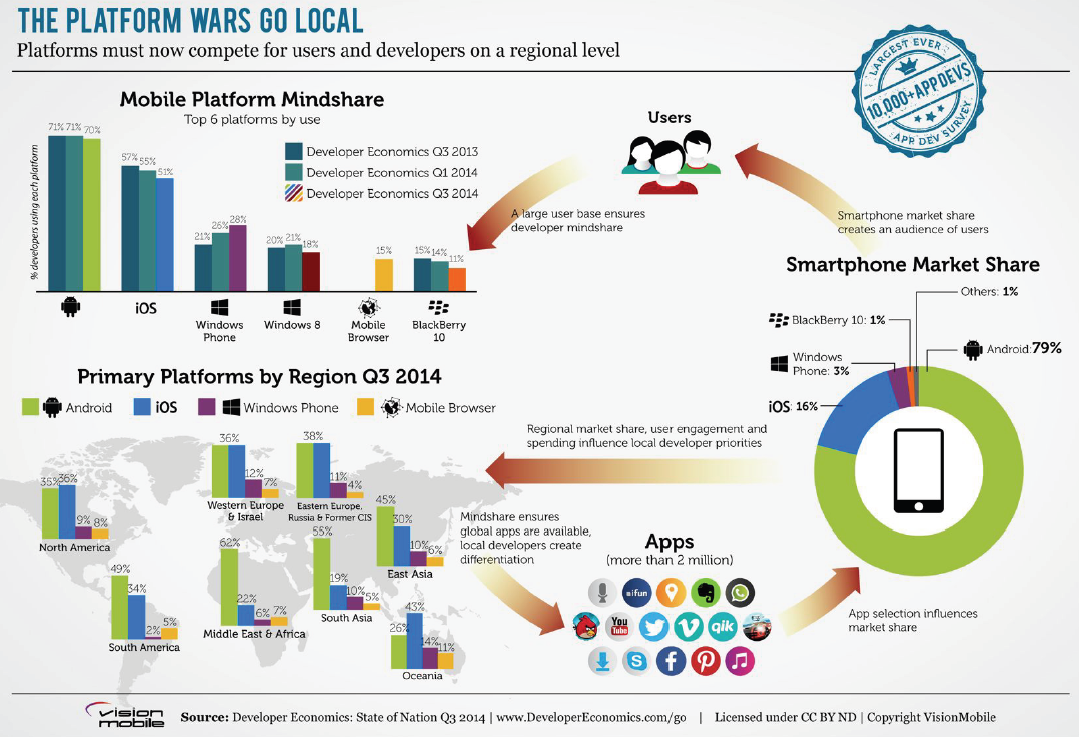 THE PLATFORM WARS GO LOCAL
Platforms must now compete for users and developers on a regional level
LARGEST EVER
10,000+APPDEVS
APP DEV SURVEY
Mobile Platform Mindshare
Top 6 platforms by use
% developers using each platform
Developer Economics Q3 2013
Developer Economics Q1 2014
Developer Economics Q3 2014
71% 71% 70%
57% 55% 51%
21% 26% 28%
20% 21% 18%
15%
15% 14% 11%
iOS
Windows
Phone
Windows 8
Mobile
Browser
BlackBerry
10
Users
A large user base ensures
developer mindshare
Smartphone market share
creates an audience of users
Smartphone Market Share
Others: 1%
BlackBerry 10: 1%
Android:79%
Windows
Phone: 3%
iOS: 16%
Primary Platforms by Region Q3 2014
Android
iOS
Windows Phone
Mobile Browser
35% 36% 9% 8%
North America
36% 12% 7%
Western Europe
& Israel
38% 11% 4%
Eastern Europe,
Russia & Former CIS
45% 30% 10% 6%
East Asia
49% 34% 2% 5%
South America
62% 22% 6% 7%
Middle East & Africa
55% 19% 10% 5%
South Asia
26% 43% 14% 11%
Oceania
Regional market share, user engagement and
spending influence local developer priorities
Mindshare ensures
global apps are available,
local developers create
differentiation
Apps
(more than 2 million)
ifun
You
Tube
qik
App selection influences
market share
vision
mobile
Source: Developer Economics: State of Nation Q3 2014 | www.DeveloperEconomics.com/go | Licensed under CC BY ND | Copyright VisionMobile